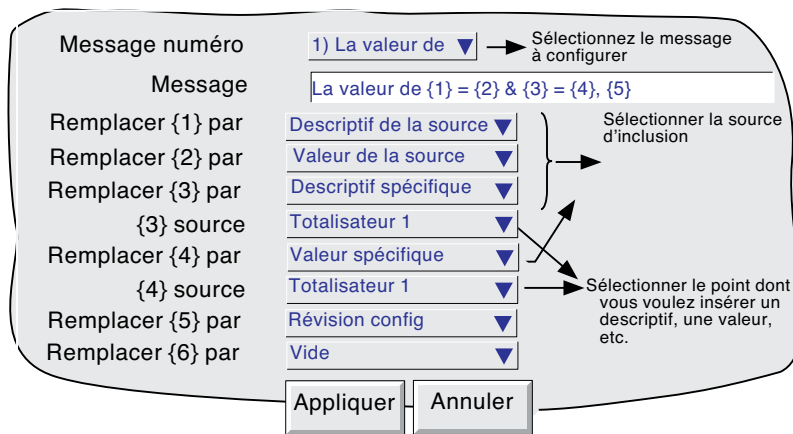 Message numéro
1) La valeur de
Sélectionnez le message
à configurer
Message
La valeur de {1} = {2} & {3} = {4}, {5}
Remplacer {1} par
Descriptif de la source
Sélectionner la source
d'inclusion
Remplacer {2} par
Valeur de la source
Remplacer {3} par
Descriptif spécifique
{3} source
Totalisateur 1
Remplacer {4} par
Valeur spécifique
{4} source
Totalisateur 1
Sélectionner le point dont
vous voulez insérer un
descriptif, une valeur,
etc.
Remplacer {5} par
Révision config
Remplacer {6} par
Vide
Appliquer
Annuler